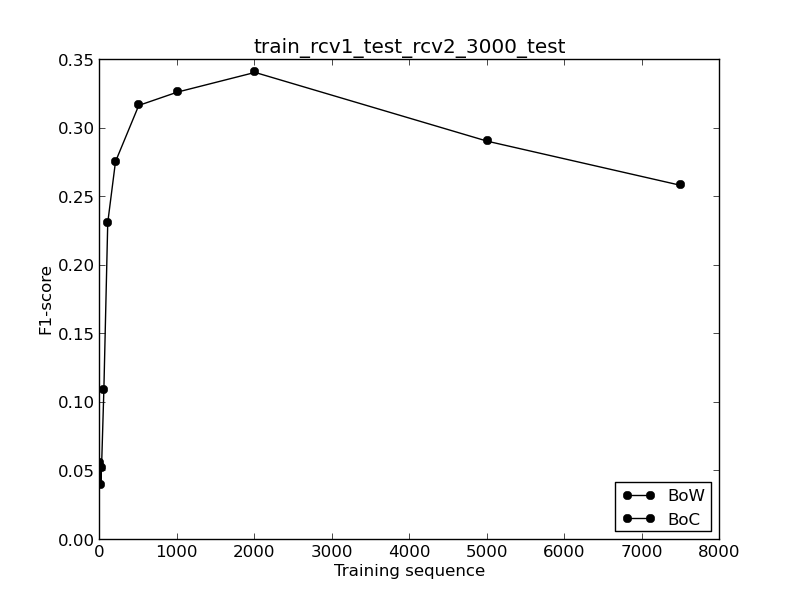 train_rcv1_test_rcv2_3000_test
0.35
0.30
0.25
0.20
0.15
0.10
0.05
0.00
F1-score
0 1000 2000 3000 4000 5000 6000 7000 8000
Training sequence
BoW
BoC